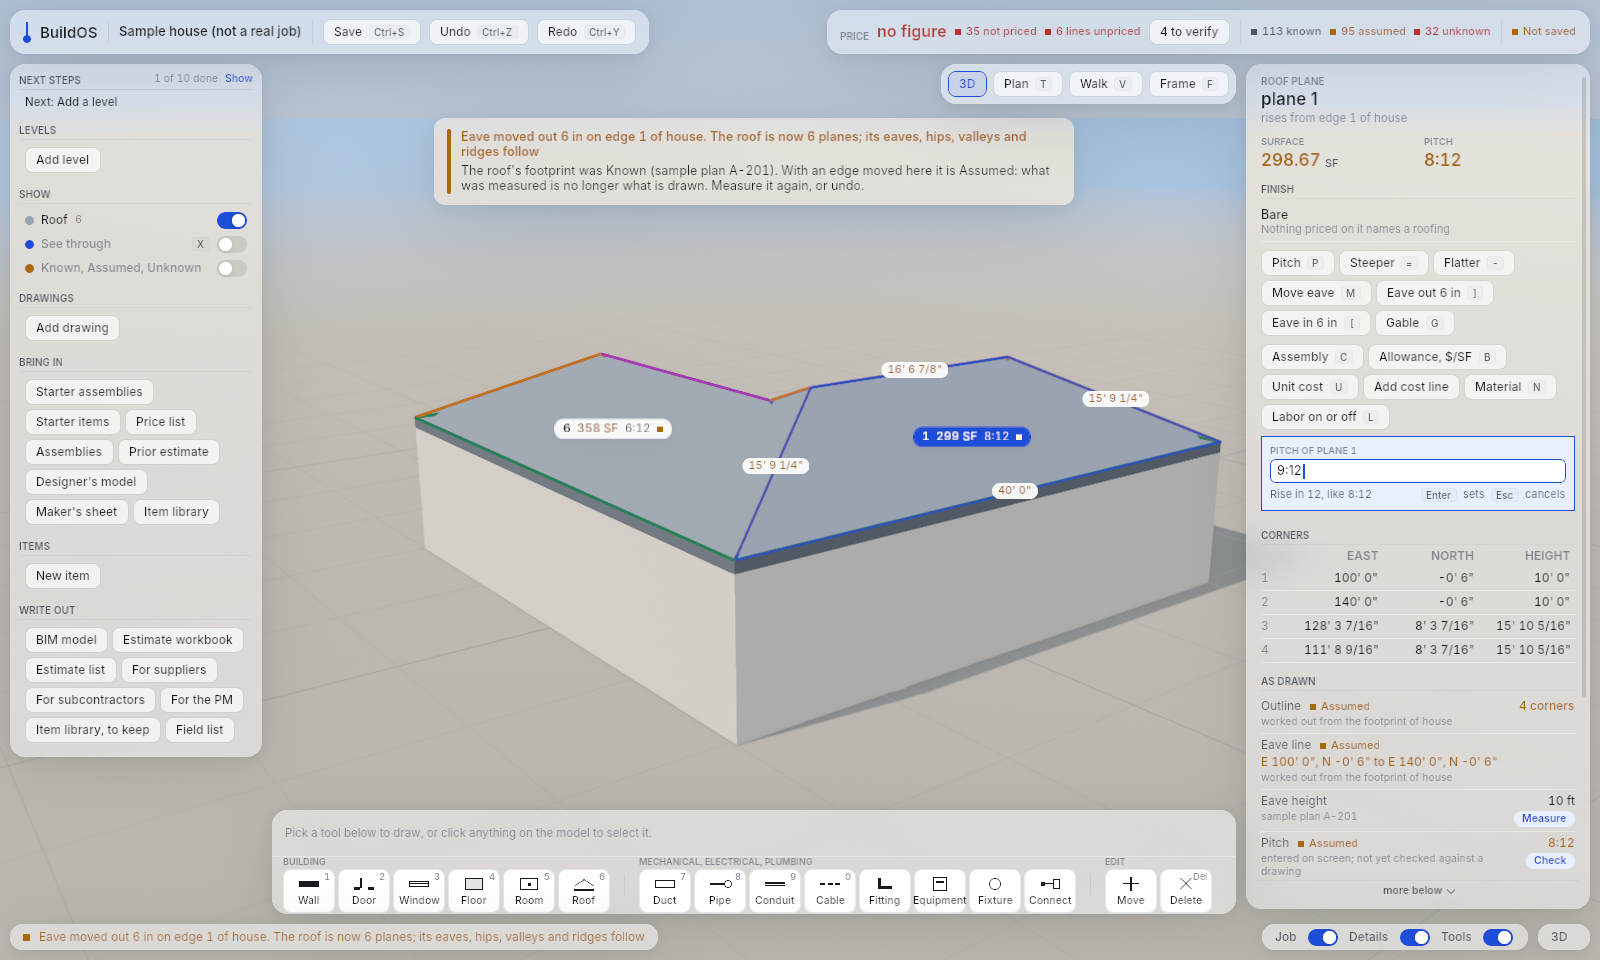 BuildOS
Sample house (not a real job)
Save Ctrl+S
Undo Ctrl+Z
Redo Ctrl+Y
PRICE no figure
35 not priced
6 lines unpriced
4 to verify
113 known
95 assumed
32 unknown
Not saved
NEXT STEPS
1 of 10 done Show
Next: Add a level
LEVELS
Add level
SHOW
Roof 6
See through X
Known, Assumed, Unknown
DRAWINGS
Add drawing
BRING IN
Starter assemblies
Starter items
Price list
Assemblies
Prior estimate
Designer's model
Maker's sheet
Item library
ITEMS
New item
WRITE OUT
BIM model
Estimate workbook
Estimate list
For suppliers
For subcontractors
For the PM
Item library, to keep
Field list
3D
Plan T
Walk V
Frame F
Eave moved out 6 in on edge 1 of house. The roof is now 6 planes; its eaves, hips, valleys and
ridges follow
The roof's footprint was Known (sample plan A-201). With an edge moved here it is Assumed: what
was measured is no longer what is drawn. Measure it again, or undo.
16' 6 7/8"
15' 9 1/4"
6 358 SF 6:12
1 299 SF 8:12
15' 9 1/4"
40' 0"
ROOF PLANE
plane 1
rises from edge 1 of house
SURFACE
298.67 SF
PITCH
8:12
FINISH
Bare
Nothing priced on it names a roofing
Pitch P
Steeper =
Flatter -
Move eave M
Eave out 6 in ]
Eave in 6 in [
Gable G
Assembly C
Allowance, $/SF B
Unit cost U
Add cost line
Material N
Labor on or off L
PITCH OF PLANE 1
9:12
Rise in 12, like 8:12
Enter sets Esc cancels
CORNERS
EAST NORTH HEIGHT
1 100' 0" -0' 6" 10' 0"
2 140' 0" -0' 6" 10' 0"
3 128' 3 7/16" 8' 3 7/16" 15' 10 5/16"
4 111' 8 9/16" 8' 3 7/16" 15' 10 5/16"
AS DRAWN
Outline Assumed 4 corners
worked out from the footprint of house
Eave line Assumed
E 100' 0", N -0' 6" to E 140' 0", N -0' 6"
worked out from the footprint of house
Eave height 10 ft
sample plan A-201 Measure
Pitch Assumed 8:12
entered on screen; not yet checked against a
drawing
Check
more below
Pick a tool below to draw, or click anything on the model to select it.
BUILDING
Wall 1
Door 2
Window 3
Floor 4
Room 5
Roof 6
MECHANICAL, ELECTRICAL, PLUMBING
Duct 7
Pipe 8
Conduit 9
Cable 0
Fitting
Equipment
Fixture
Connect
EDIT
Move
Delete Del
Eave moved out 6 in on edge 1 of house. The roof is now 6 planes; its eaves, hips, valleys and ridges follow
Job
Details
Tools
3D